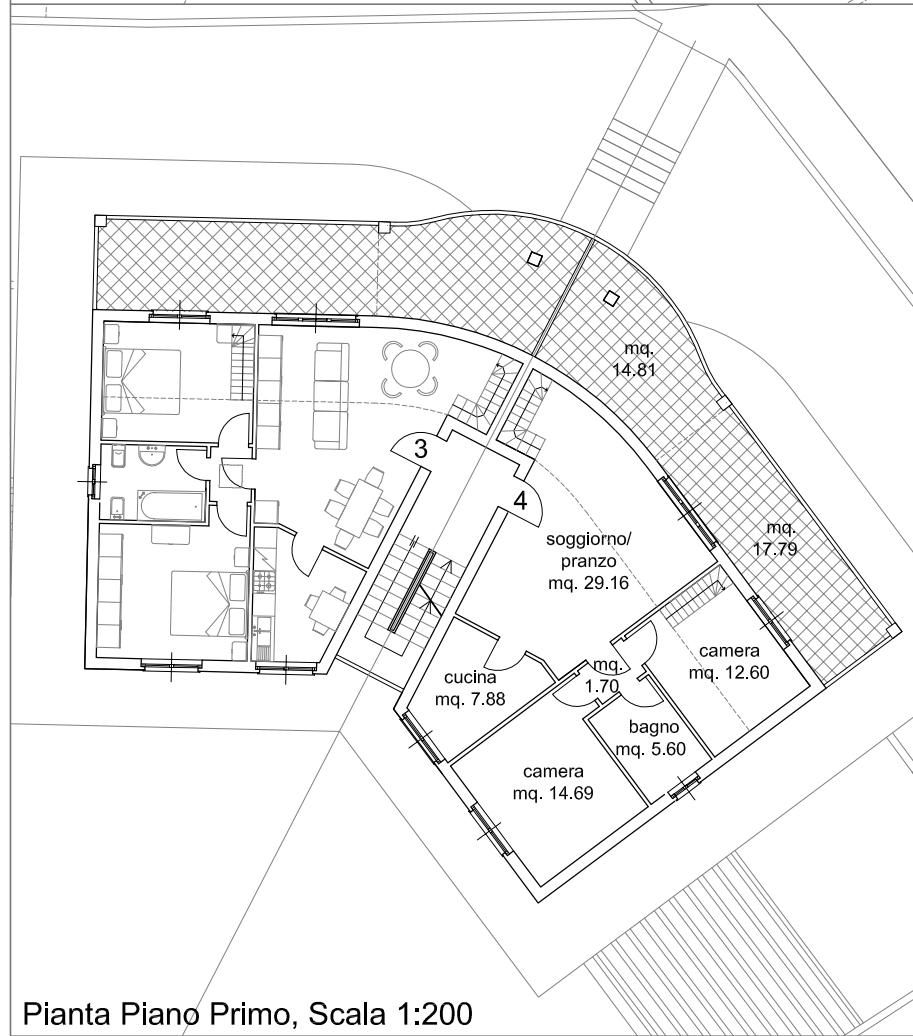 mq.
14.81
3
4
mq.
17.79
soggiorno/
pranzo
mq. 29.16
camera
mq. 12.60
mq.
1.70
cucina
mq. 7.88
bagno
mq. 5.60
camera
mq. 14.69
Pianta Piano Primo, Scala 1:200